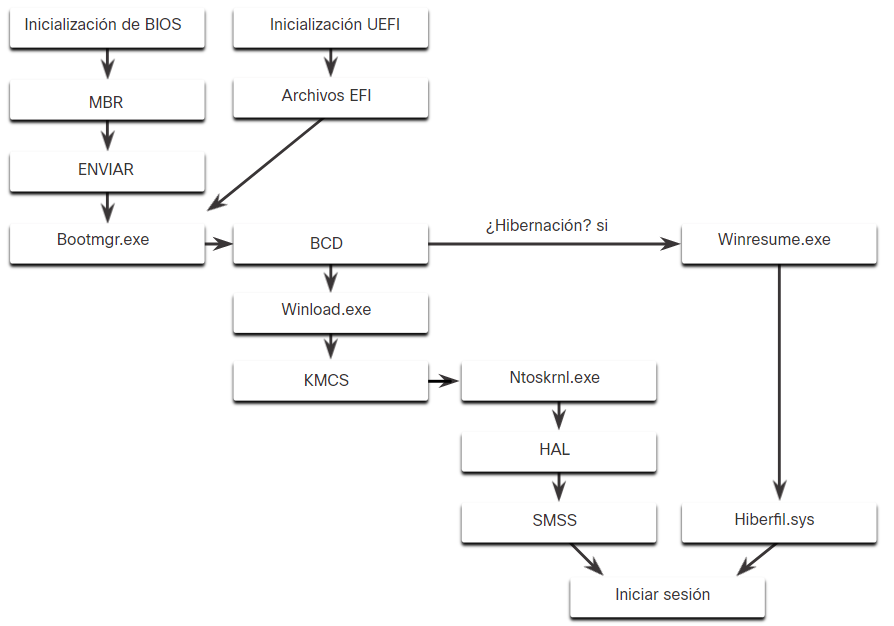 Inicialización de BIOS
Inicialización UEFI
MBR
Archivos EFI
ENVIAR
Bootmgr.exe
BCD
¿Hibernación? si
Winresume.exe
Winload.exe
KMCS
Ntoskrnl.exe
HAL
SMSS
Hiberfil.sys
Iniciar sesión